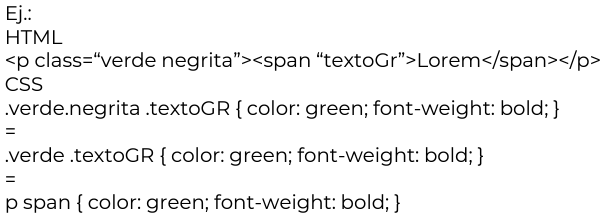 Ej.:
HTML
<p class=“verde negrita”><span “textoGr”>Lorem</span></p>
CSS
.verde.negrita .textoGR { color: green; font-weight: bold; }
=
.verde .textoGR { color: green; font-weight: bold; }
=
p span { color: green; font-weight: bold; }